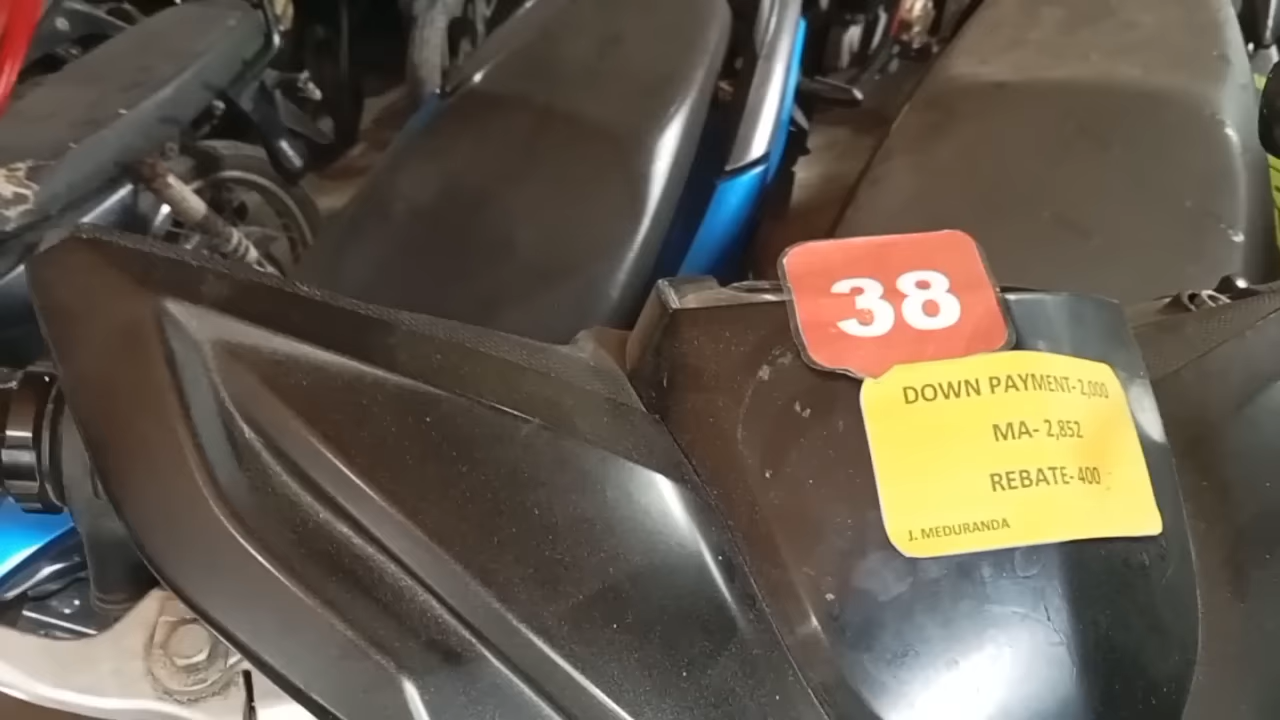 38
DOWN PAYMENT- 2,000
MA- 2,852
REBATE- 400
J. MEDURANDA